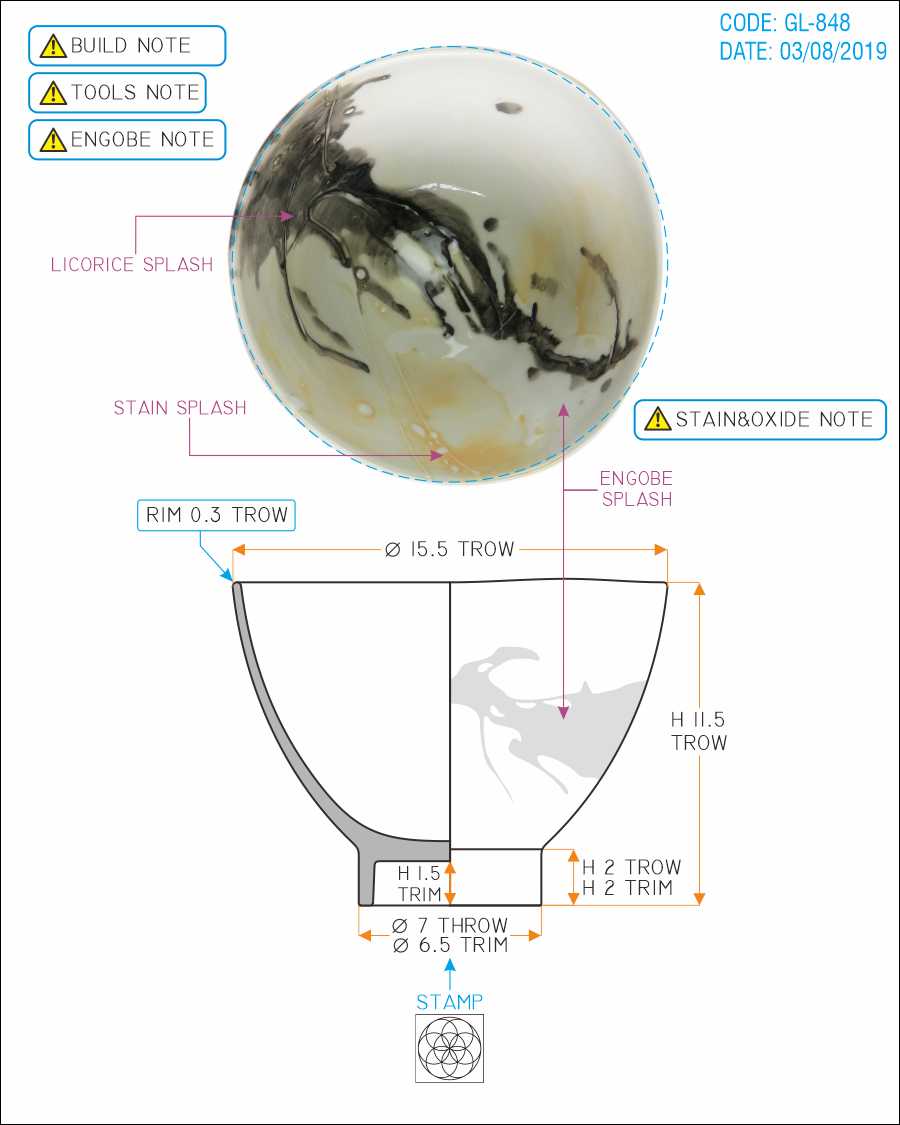 CODE: GL-848
DATE: 03/08/2019
BUILD NOTE
TOOLS NOTE
ENGOBE NOTE
LICORICE SPLASH
STAIN SPLASH
STAIN&OXIDE NOTE
ENGOBE
SPLASH
RIM 0.3 TROW
Ø 15.5 TROW
H 11.5
TROW
H 1.5
TRIM
H 2 TROW
H 2 TRIM
Ø 7 THROW
Ø 6.5 TRIM
STAMP